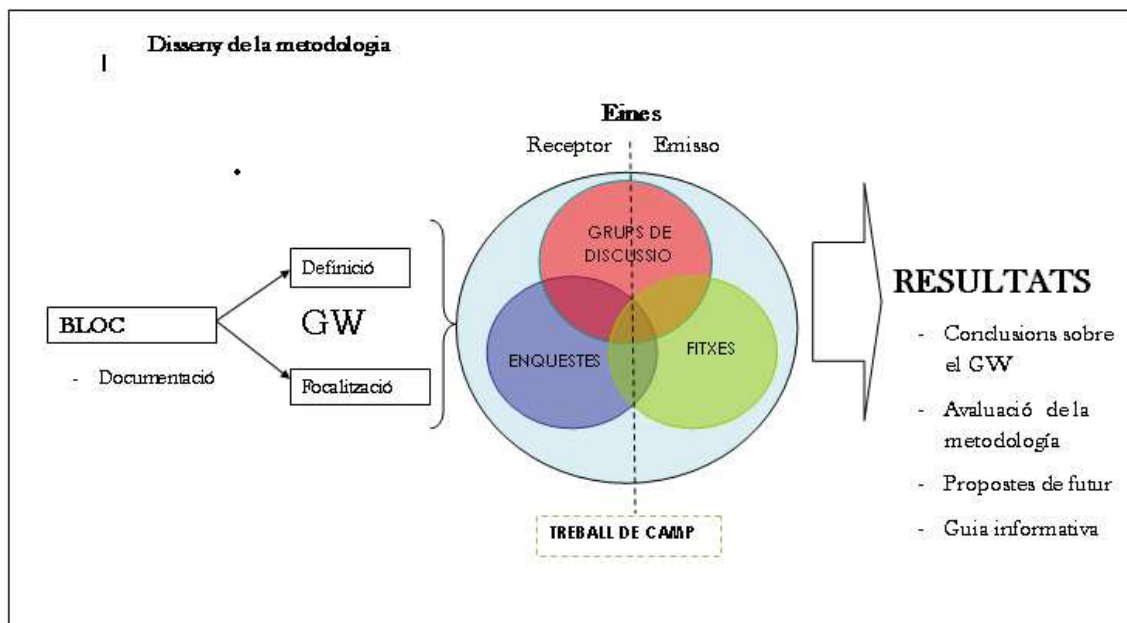 Disseny de la metodologia
Eines
Receptor Emisso
GRUPS DE
DISCUSSIO
ENQUESTES
FITXES
TREBALL DE CAMP
BLOC
- Documentació
Definició
GW
Focalització
RESULTATS
- Conclusions sobre
el GW
- Avaluació de la
metodología
- Propostes de futur
- Guia informativa